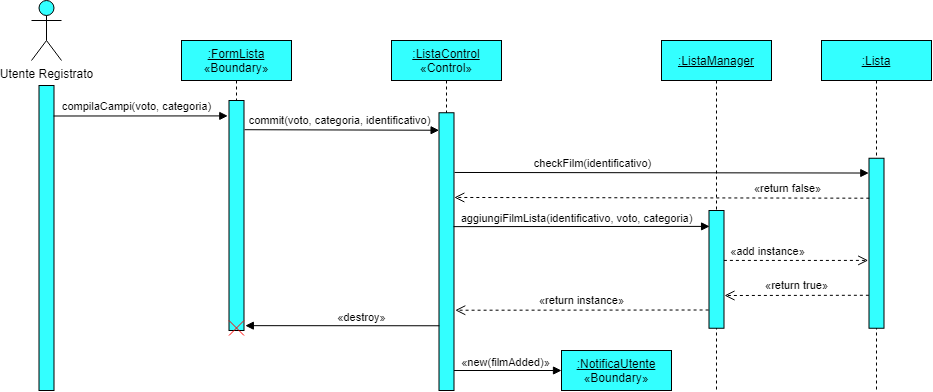 Utente Registrato
:FormLista
«Boundary»
:ListaControl
«Control»
:ListaManager
:Lista
compilaCampi(voto, categoria)
commit(voto, categoria, identificativo)
checkFilm(identificativo)
«return false»
aggiungiFilmLista(identificativo, voto, categoria)
«add instance»
«return true»
«return instance»
«destroy»
«new(filmAdded)»
:NotificaUtente
«Boundary»